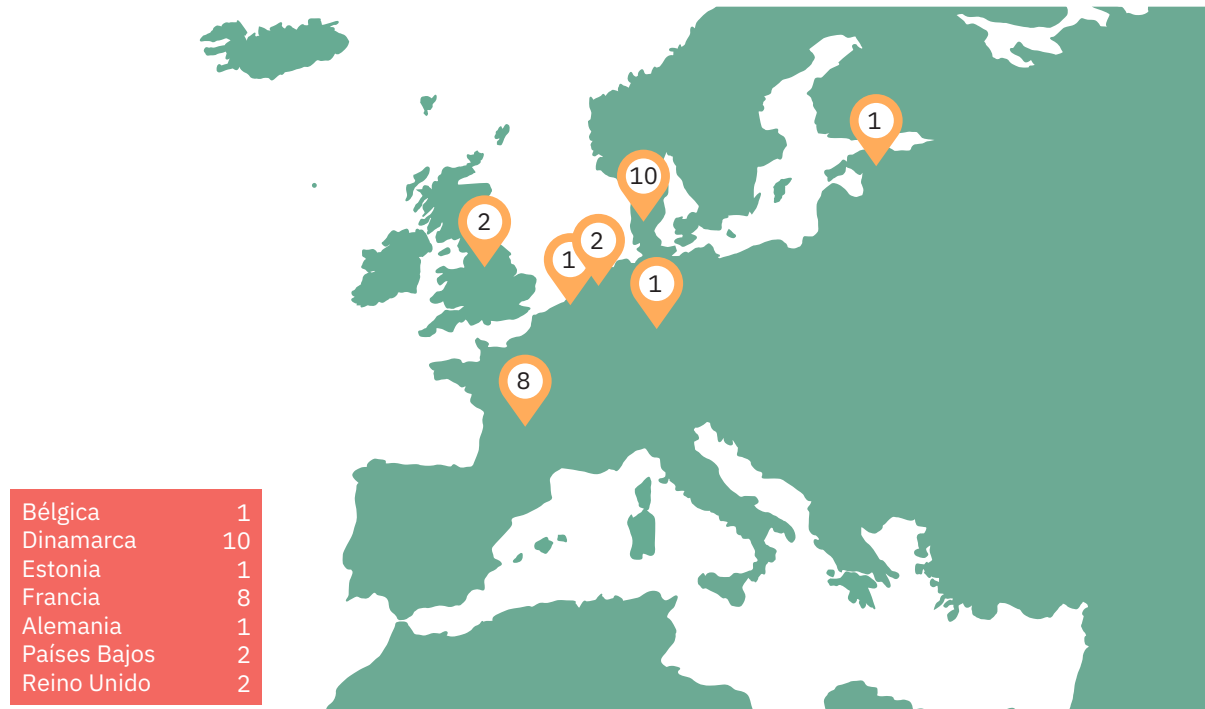 1
10
2
2
1
1
8
Bélgica 1
Dinamarca 10
Estonia 1
Francia 8
Alemania 1
Países Bajos 2
Reino Unido 2